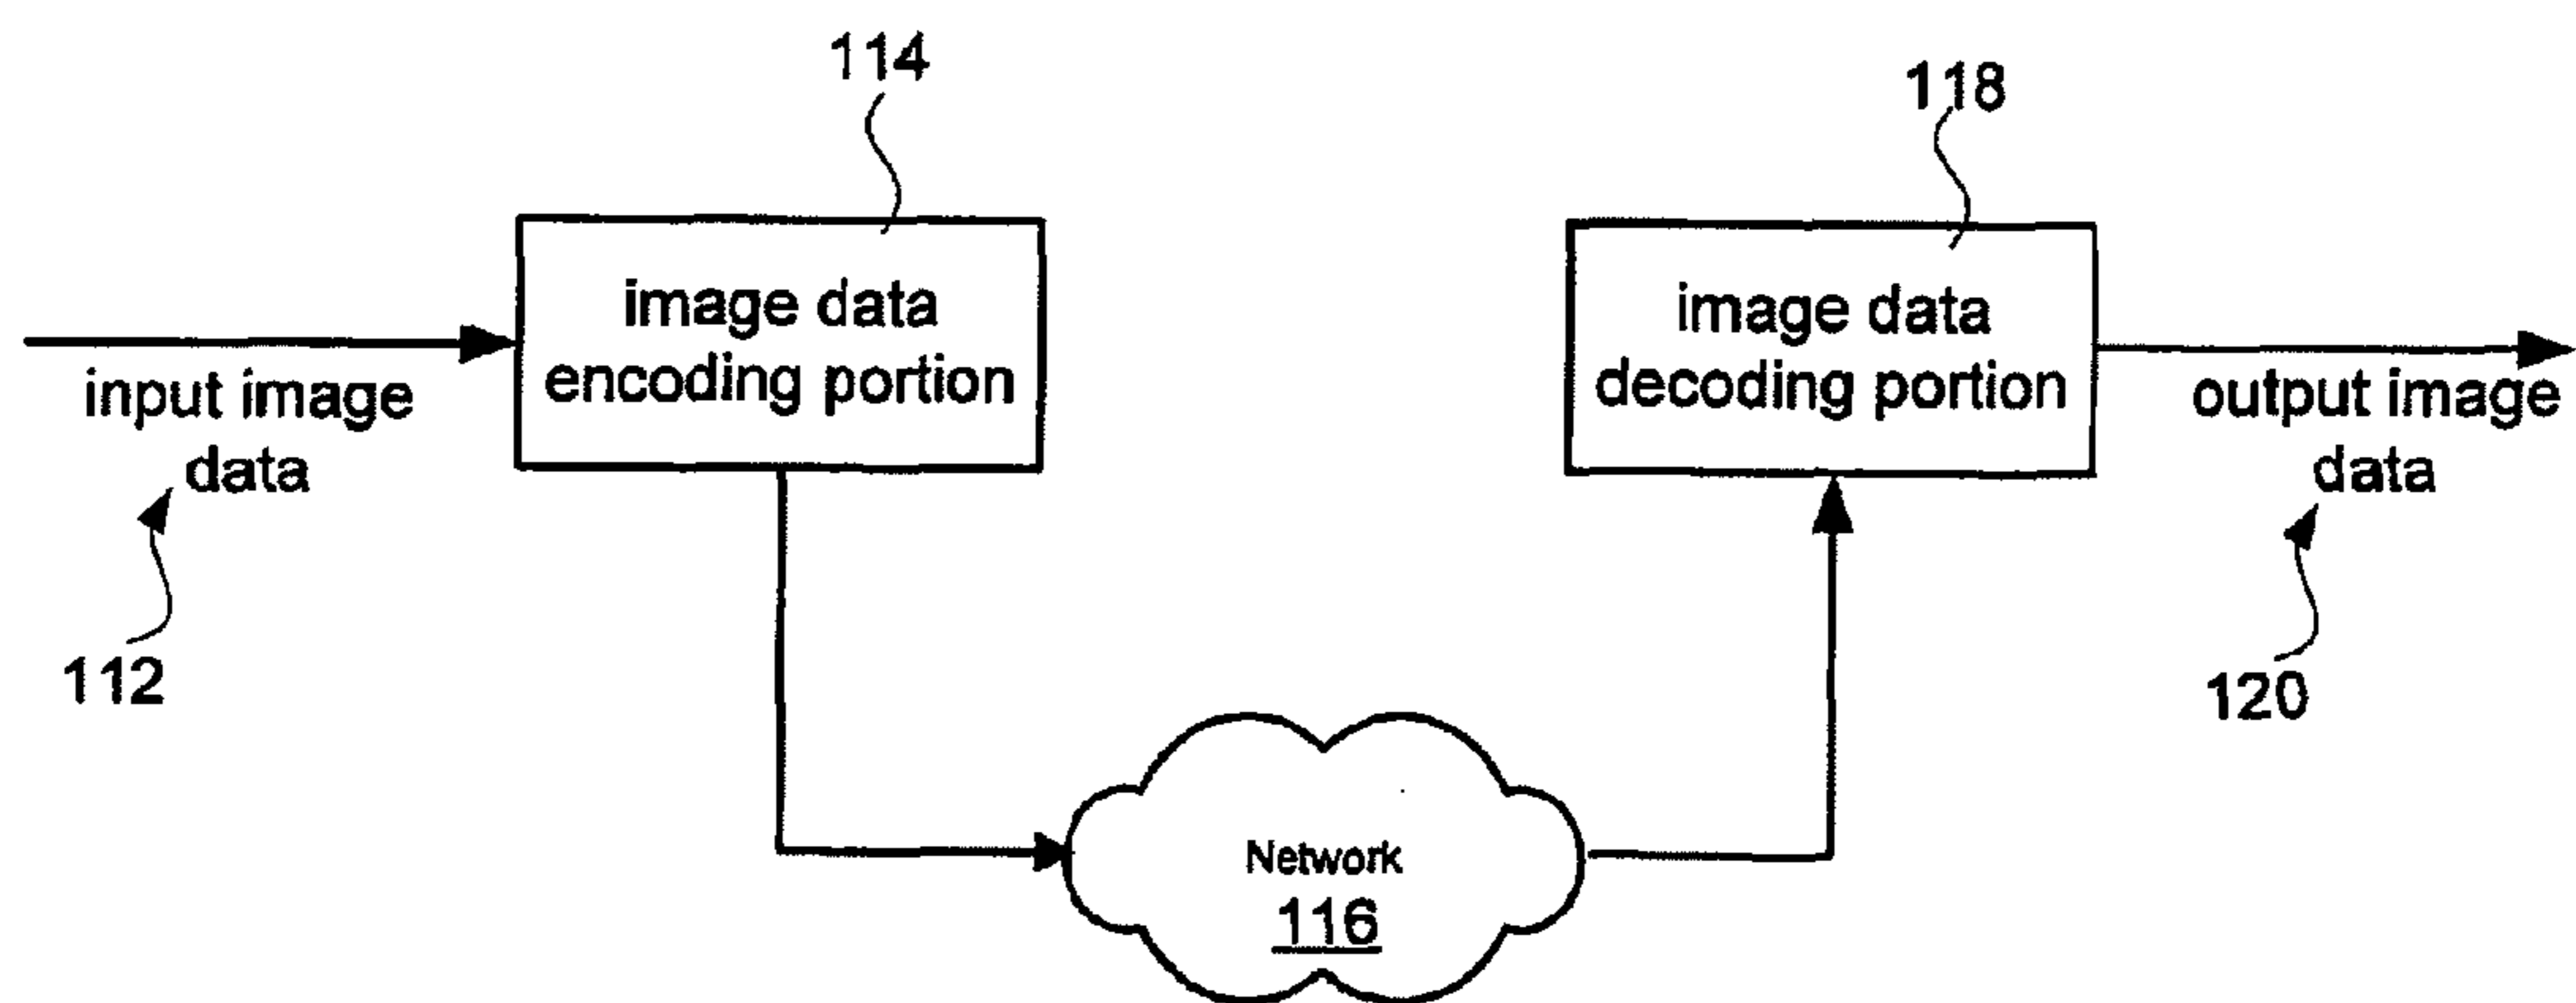 114
118
image data
encoding portion
image data
decoding portion
input image
data
output image
data
112
120
Network
116